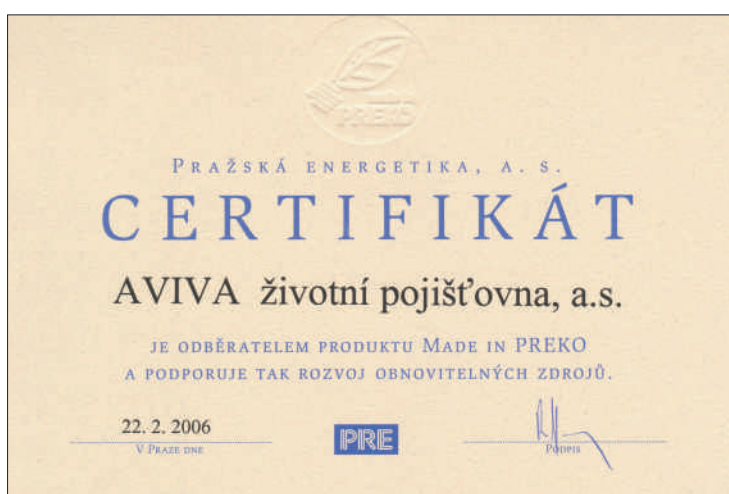 PREKO
PRAŽSKÁ ENERGETIKA, A. S.
CERTIFIKÁT
AVIVA životní pojišťovna, a.s.
JE ODBĚRATELEM PRODUKTU MADE IN PREKO
A PODPORUJE TAK ROZVOJ OBNOVITELNÝCH ZDROJŮ.
22. 2. 2006
V PRAZE DNE
PRE
PODPIS